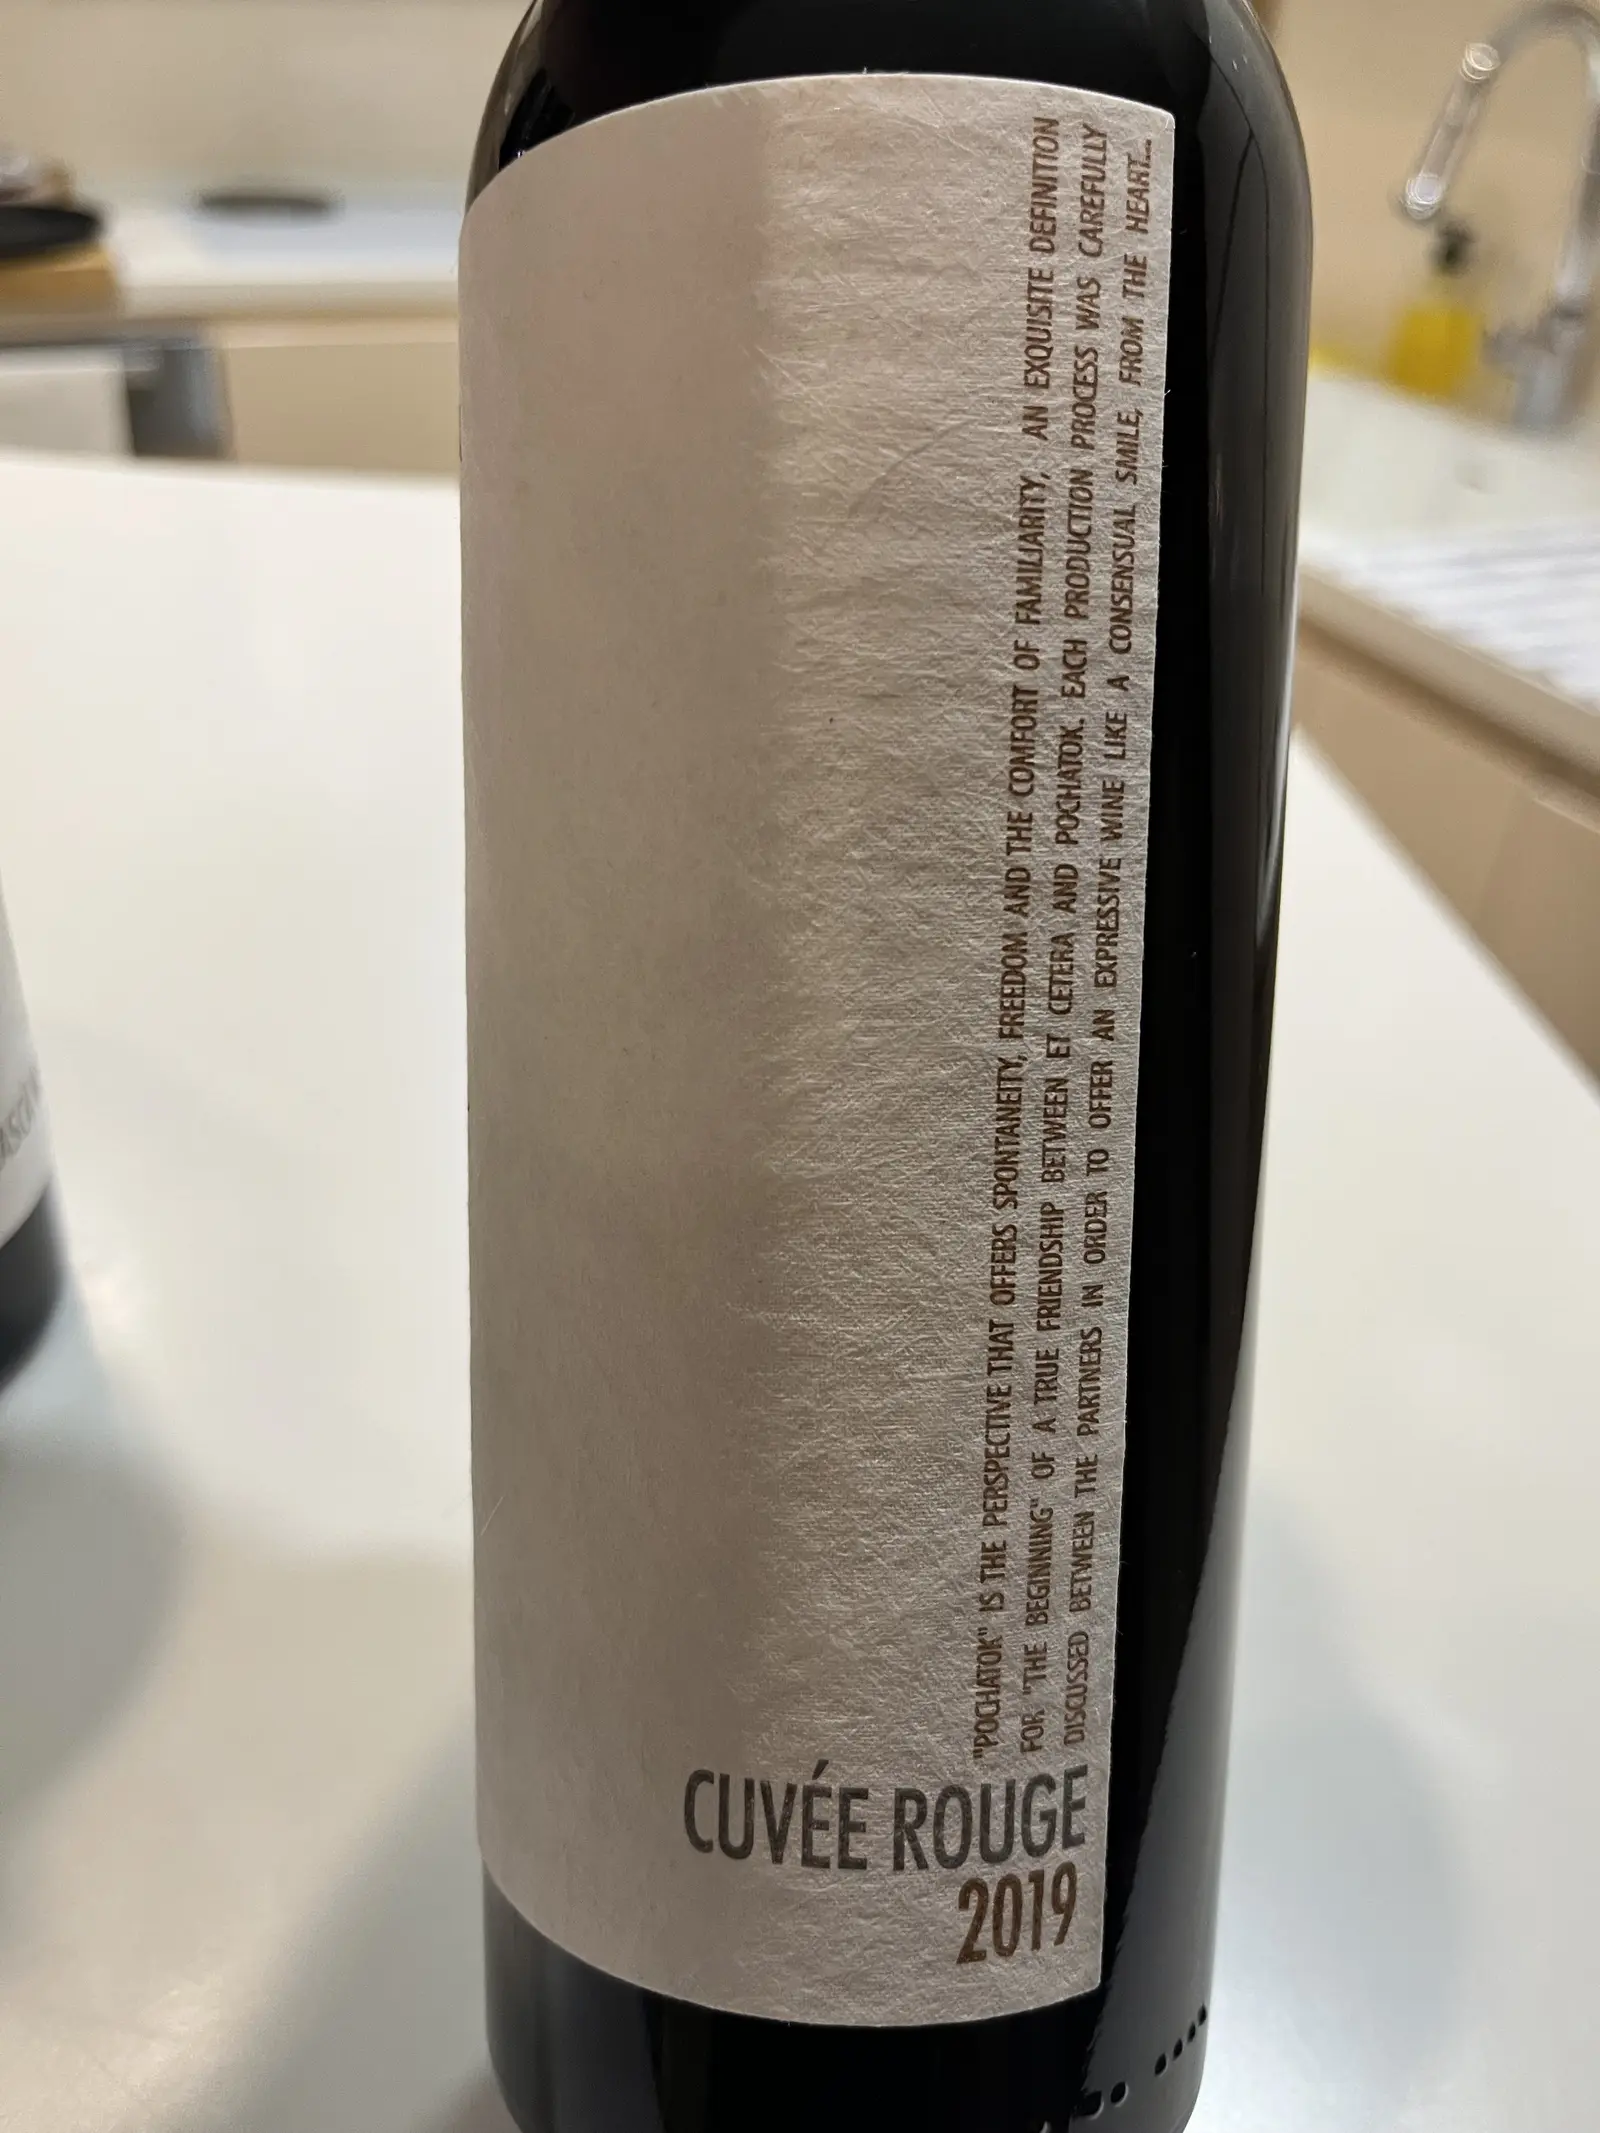 "POCHATOK" IS THE PERSPECTIVE THAT OFFERS SPONTANEITY, FREEDOM AND THE COMFORT OF FAMILIARITY, AN EXQUISITE DEFINITION
FOR "THE BEGINNING" OF A TRUE FRIENDSHIP BETWEEN ET CETERA AND POCHATOK. EACH PRODUCTION PROCESS WAS CAREFULLY
DISCUSSED BETWEEN THE PARTNERS IN ORDER TO OFFER AN EXPRESSIVE WINE LIKE A CONSENSUAL SMILE, FROM THE HEART...
CUVÉE ROUGE
2019